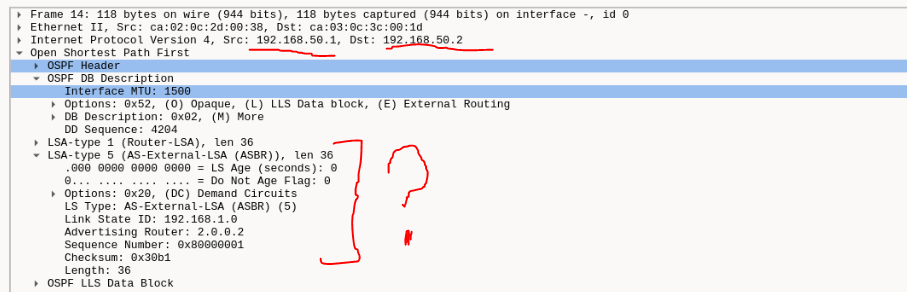 Frame 14: 118 bytes on wire (944 bits), 118 bytes captured (944 bits) on interface -, id 0
Ethernet II, Src: ca:02:0c:2d:00:38, Dst: ca:03:0c:3c:00:1d
Internet Protocol Version 4, Src: 192.168.50.1, Dst: 192.168.50.2
Open Shortest Path First
OSPF Header
OSPF DB Description
Interface MTU: 1500
Options: 0x52, (O) Opaque, (L) LLS Data block, (E) External Routing
DB Description: 0x02, (M) More
DD Sequence: 4204
LSA-type 1 (Router-LSA), len 36
LSA-type 5 (AS-External-LSA (ASBR)), len 36
.000 0000 0000 0000 = LS Age (seconds): 0
0... .... .... .... = Do Not Age Flag: 0
Options: 0x20, (DC) Demand Circuits
LS Type: AS-External-LSA (ASBR) (5)
Link State ID: 192.168.1.0
Advertising Router: 2.0.0.2
Sequence Number: 0x80000001
Checksum: 0x30b1
Length: 36
OSPF LLS Data Block
?